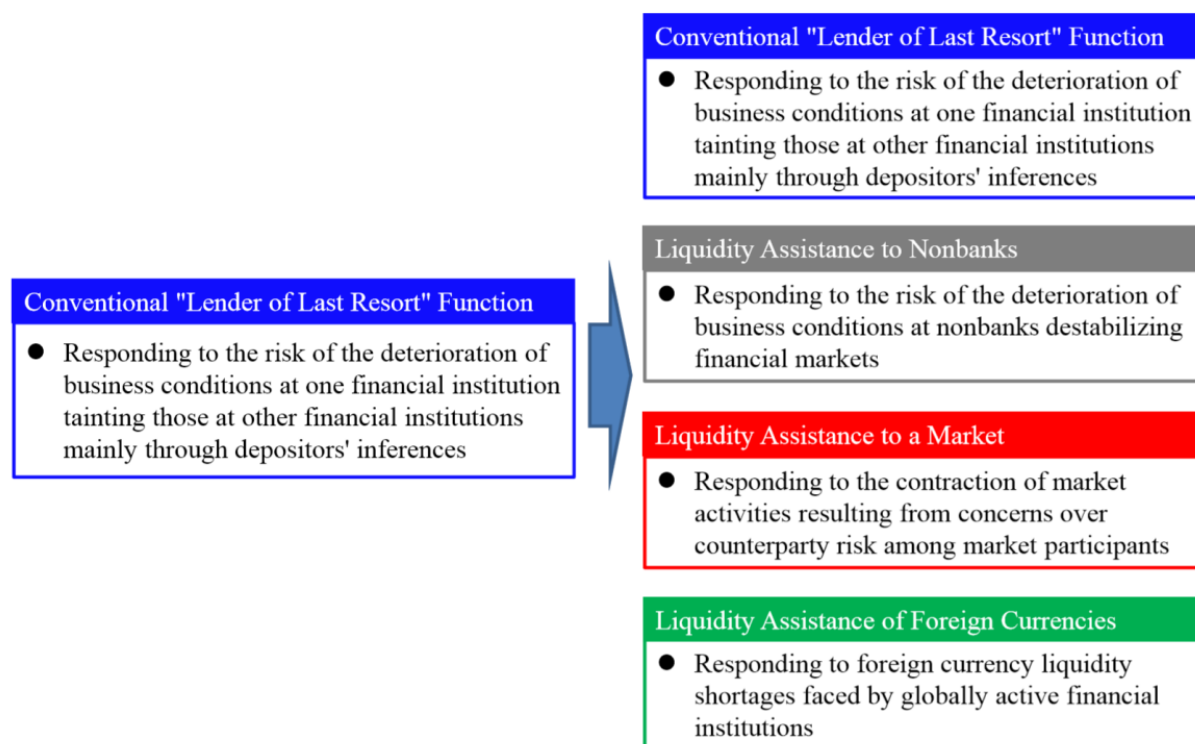 Conventional "Lender of Last Resort" Function
● Responding to the risk of the deterioration of
business conditions at one financial institution
tainting those at other financial institutions
mainly through depositors' inferences
Conventional "Lender of Last Resort" Function
● Responding to the risk of the deterioration of
business conditions at one financial institution
tainting those at other financial institutions
mainly through depositors' inferences
Liquidity Assistance to Nonbanks
● Responding to the risk of the deterioration of
business conditions at nonbanks destabilizing
financial markets
Liquidity Assistance to a Market
● Responding to the contraction of market
activities resulting from concerns over
counterparty risk among market participants
Liquidity Assistance of Foreign Currencies
● Responding to foreign currency liquidity
shortages faced by globally active financial
institutions